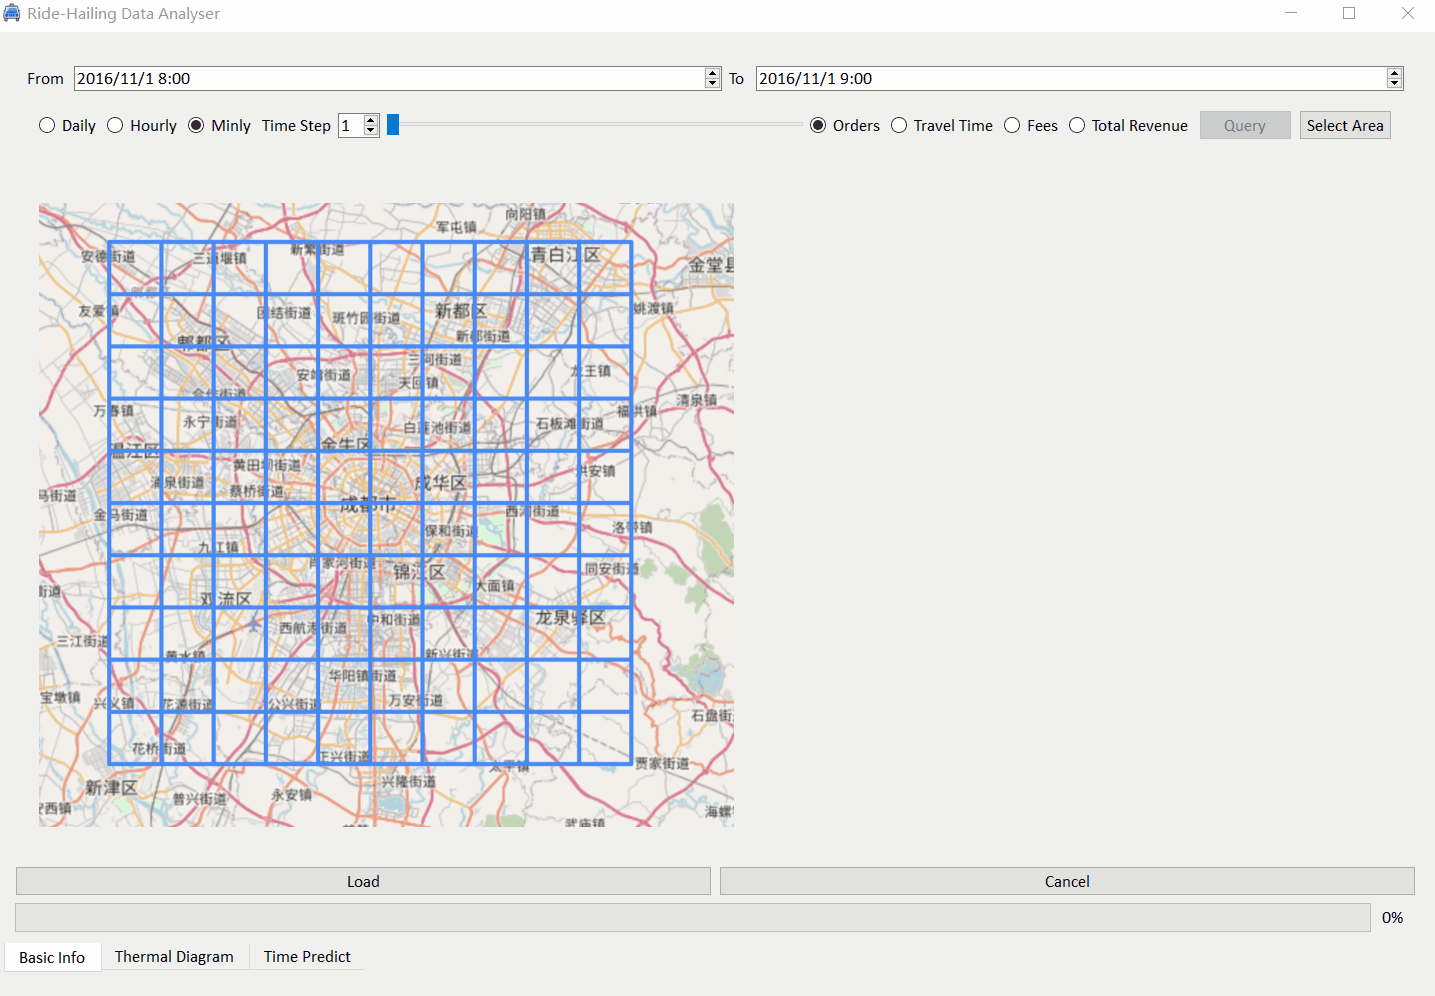 Ride-Hailing Data Analyser
From 2016/11/1 8:00 To 2016/11/1 9:00
Daily Hourly Minly Time Step 1 Orders Travel Time Fees Total Revenue Query Select Area
向阳镇
军屯镇
安德街道 三道堰镇 新繁街道 青白江区
金堂县
友爱镇 团结街道 斑竹园街道 新都区 姚渡镇
郫都区 新都街道
三河街道
安靖街道 天回镇 龙王镇
合作街道 清泉镇
万春镇 永宁街道 白莲池街道 石板滩街道 福洪镇
温江区 金牛区
黄田坝街道 洪安镇
涌泉街道 蔡桥街道 成华区
马街道
金马街道 成都市 西河街道
保和街道 洛带镇
九江镇
肖家河街道 锦江区 同安街道
街道 大面镇
双流区
西航港街道 中和街道 龙泉驿区
三江街道
黄水镇 新兴街道
华阳镇街道
宝墩镇 兴义镇 花源街道 公兴街道 万安街道
石盘街
花桥街道 正兴街道 太平镇 贾家街道
新津区 兴隆街道
普兴街道 永安镇
安西镇 海螺
武庙镇
Load Cancel
0%
Basic Info Thermal Diagram Time Predict